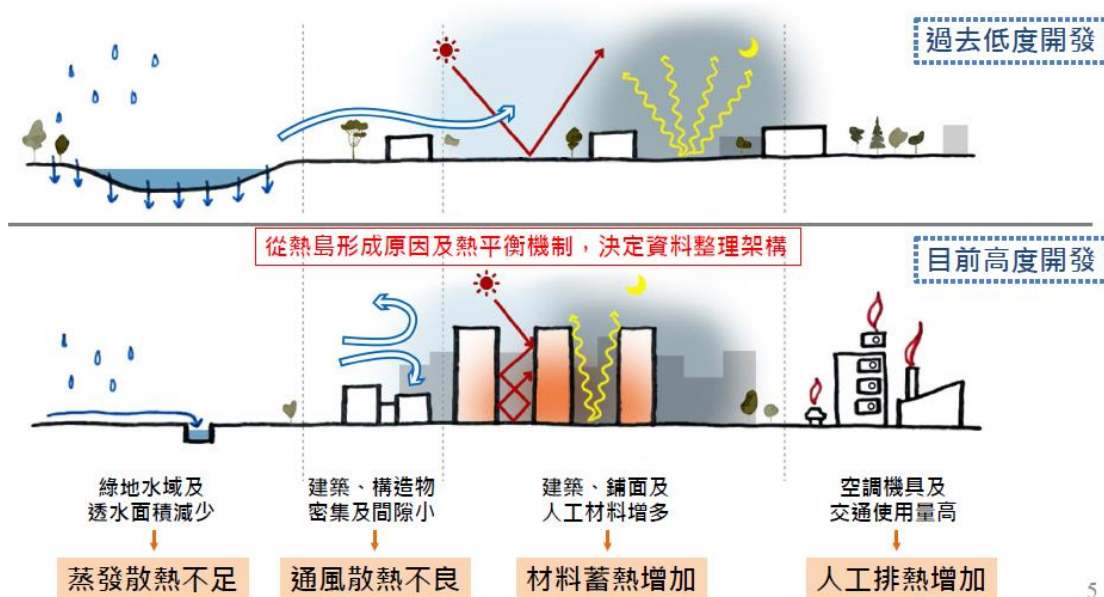 過去低度開發
從熱島形成原因及熱平衡機制，決定資料整理架構
目前高度開發
綠地水域及
透水面積減少
蒸發散熱不足
建築、構造物
密集及間隙小
通風散熱不良
建築、鋪面及
人工材料增多
材料蓄熱增加
空調機具及
交通使用量高
人工排熱增加
5